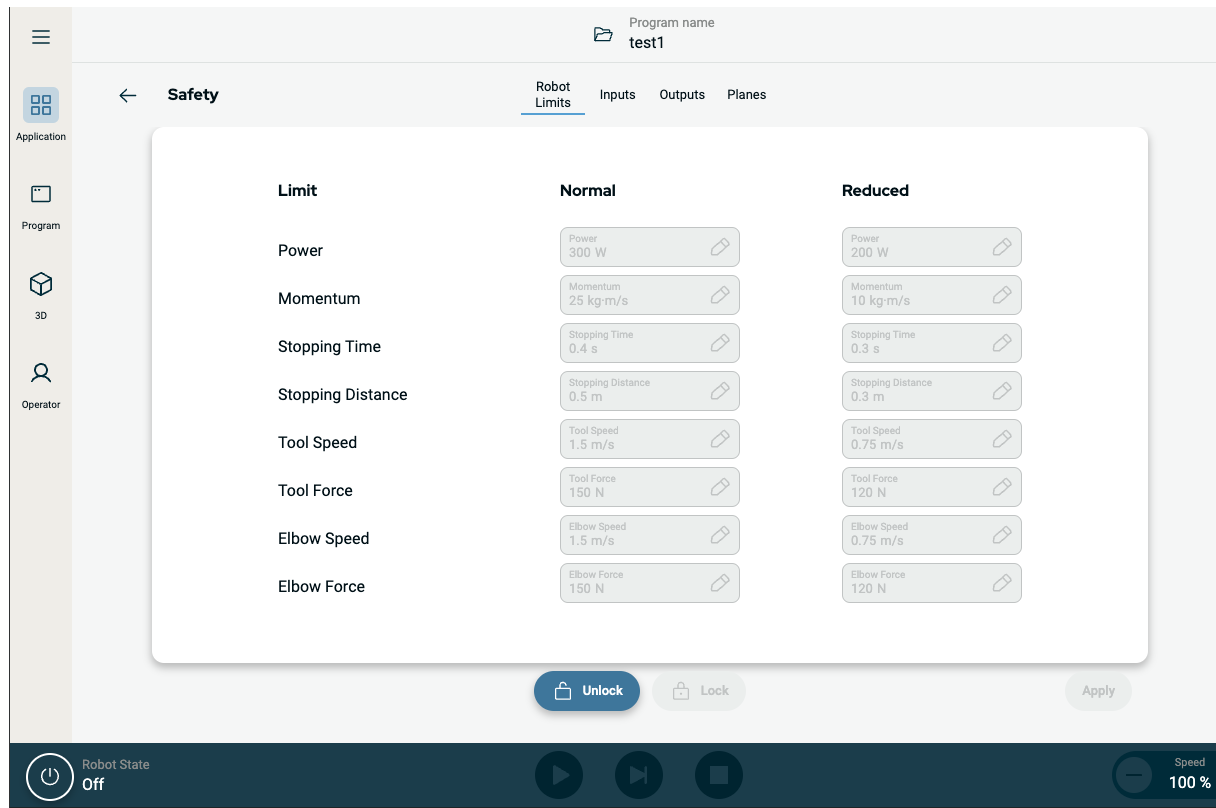 Program name
test1
Safety
Robot
Limits
Inputs
Outputs
Planes
Application
Program
3D
Operator
Limit
Normal
Reduced
Power
Power
300 W
Power
200 W
Momentum
Momentum
25 kg·m/s
Momentum
10 kg·m/s
Stopping Time
Stopping Time
0.4 s
Stopping Time
0.3 s
Stopping Distance
Stopping Distance
0.5 m
Stopping Distance
0.3 m
Tool Speed
Tool Speed
1.5 m/s
Tool Speed
0.75 m/s
Tool Force
Tool Force
150 N
Tool Force
120 N
Elbow Speed
Elbow Speed
1.5 m/s
Elbow Speed
0.75 m/s
Elbow Force
Elbow Force
150 N
Elbow Force
120 N
Unlock
Lock
Apply
Robot State
Off
Speed
100 %